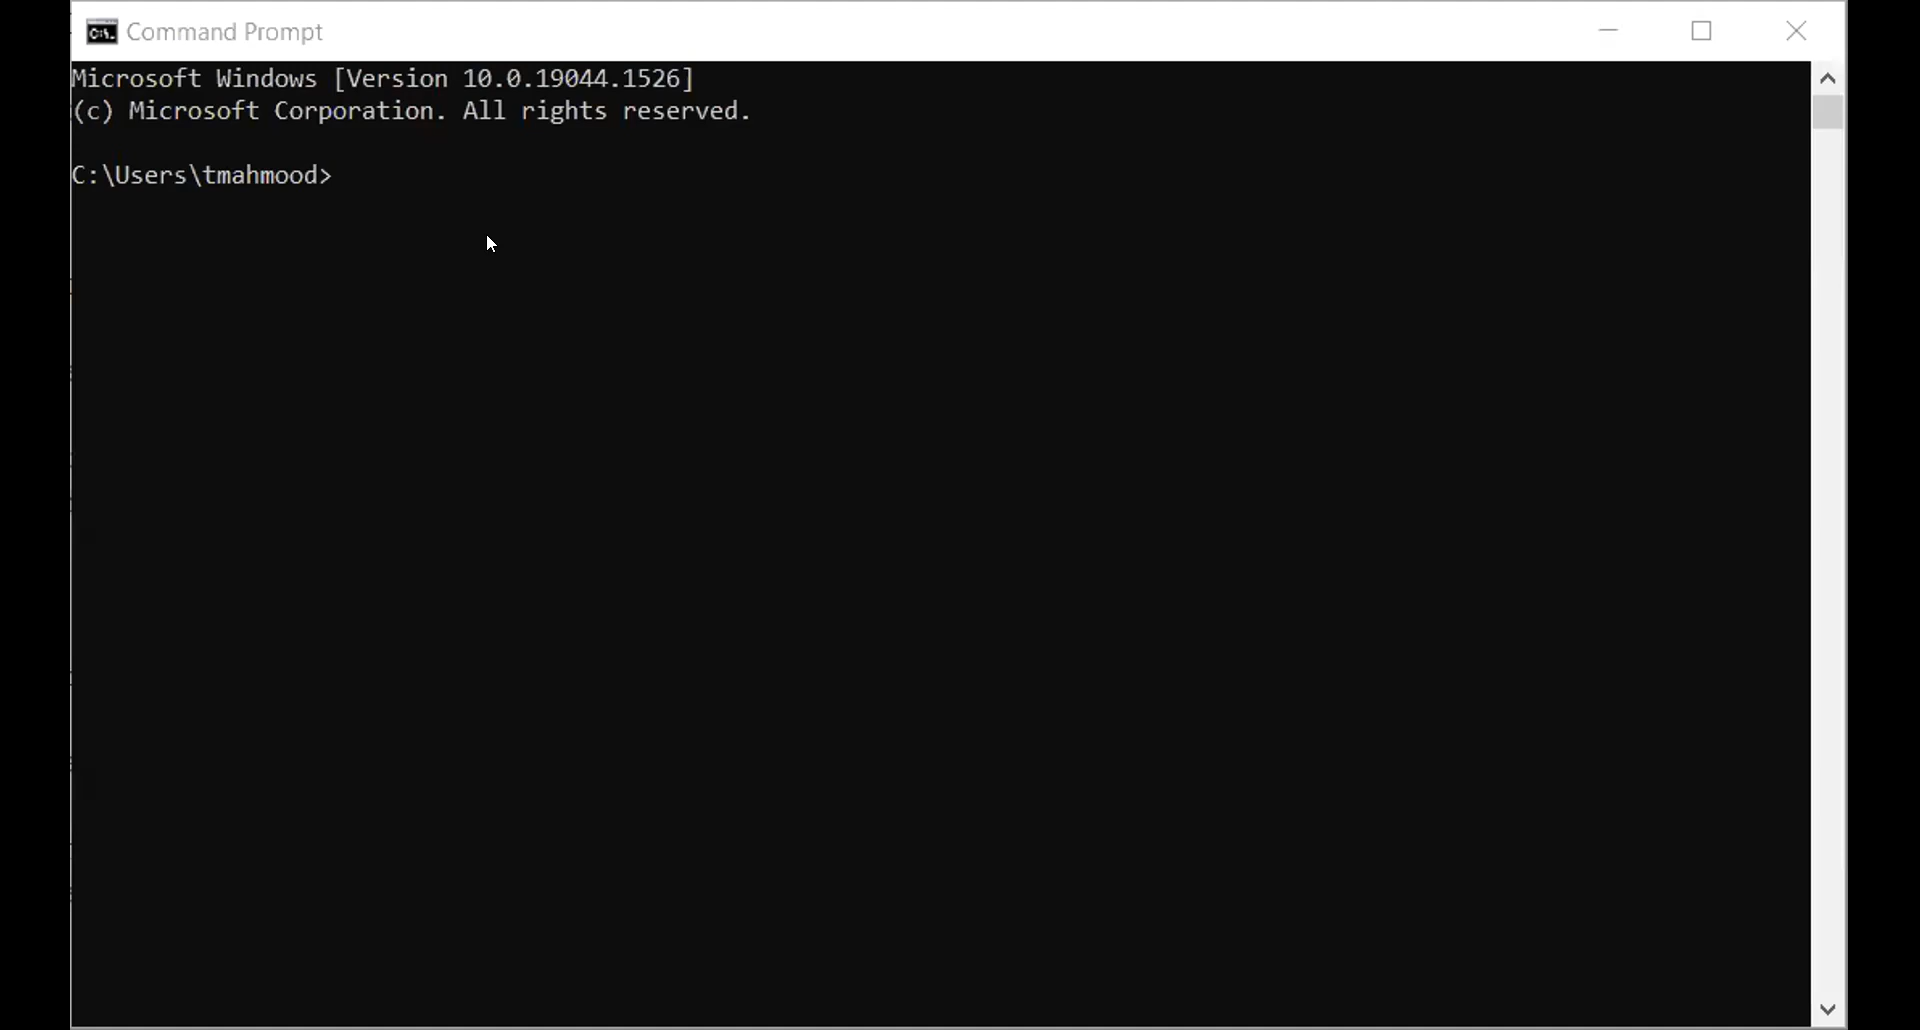 Command Prompt
Microsoft Windows [Version 10.0.19044.1526]
(c) Microsoft Corporation. All rights reserved.
C:\Users\tmahmood>